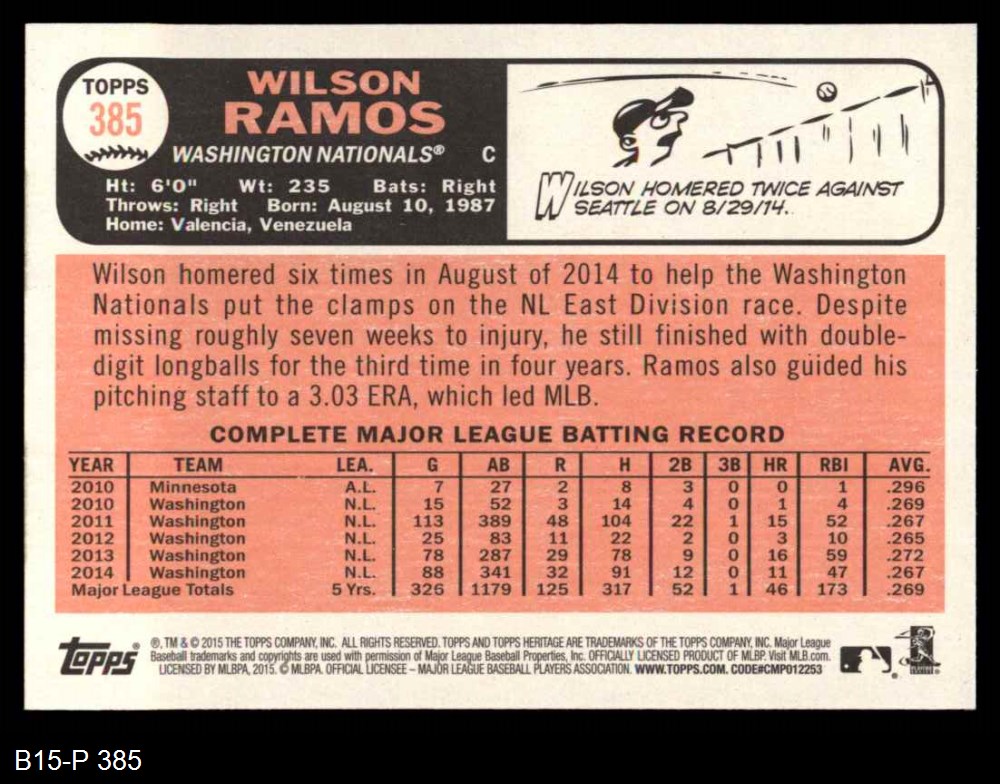 TOPPS
385
WILSON
RAMOS
WASHINGTON NATIONALS® C
Ht: 6'0" Wt: 235 Bats: Right
Throws: Right Born: August 10, 1987
Home: Valencia, Venezuela
WILSON HOMERED TWICE AGAINST
SEATTLE ON 8/29/14.
Wilson homered six times in August of 2014 to help the Washington
Nationals put the clamps on the NL East Division race. Despite
missing roughly seven weeks to injury, he still finished with double-
digit longballs for the third time in four years. Ramos also guided his
pitching staff to a 3.03 ERA, which led MLB.
COMPLETE MAJOR LEAGUE BATTING RECORD
YEAR TEAM LEA. G AB R H 2B 3B HR RBI AVG.
2010 Minnesota A.L. 7 27 2 8 3 0 0 1 .296
2010 Washington N.L. 15 52 3 14 4 0 1 4 .269
2011 Washington N.L. 113 389 48 104 22 1 15 52 .267
2012 Washington N.L. 25 83 11 22 2 0 3 10 .265
2013 Washington N.L. 78 287 29 78 9 0 16 59 .272
2014 Washington N.L. 88 341 32 91 12 0 11 47 .267
Major League Totals 5 Yrs. 326 1179 125 317 52 1 46 173 .269
Topps
®, TM & © 2015 THE TOPPS COMPANY, INC. ALL RIGHTS RESERVED. TOPPS AND TOPPS HERITAGE ARE TRADEMARKS OF THE TOPPS COMPANY, INC. Major League
Baseball trademarks and copyrights are used with permission of Major League Baseball Properties, Inc. OFFICIALLY LICENSED PRODUCT OF MLBP. Visit MLB.com.
LICENSED BY MLBPA, 2015. © MLBPA. OFFICIAL LICENSEE – MAJOR LEAGUE BASEBALL PLAYERS ASSOCIATION. WWW.TOPPS.COM. CODE#CMP012253
B15-P 385